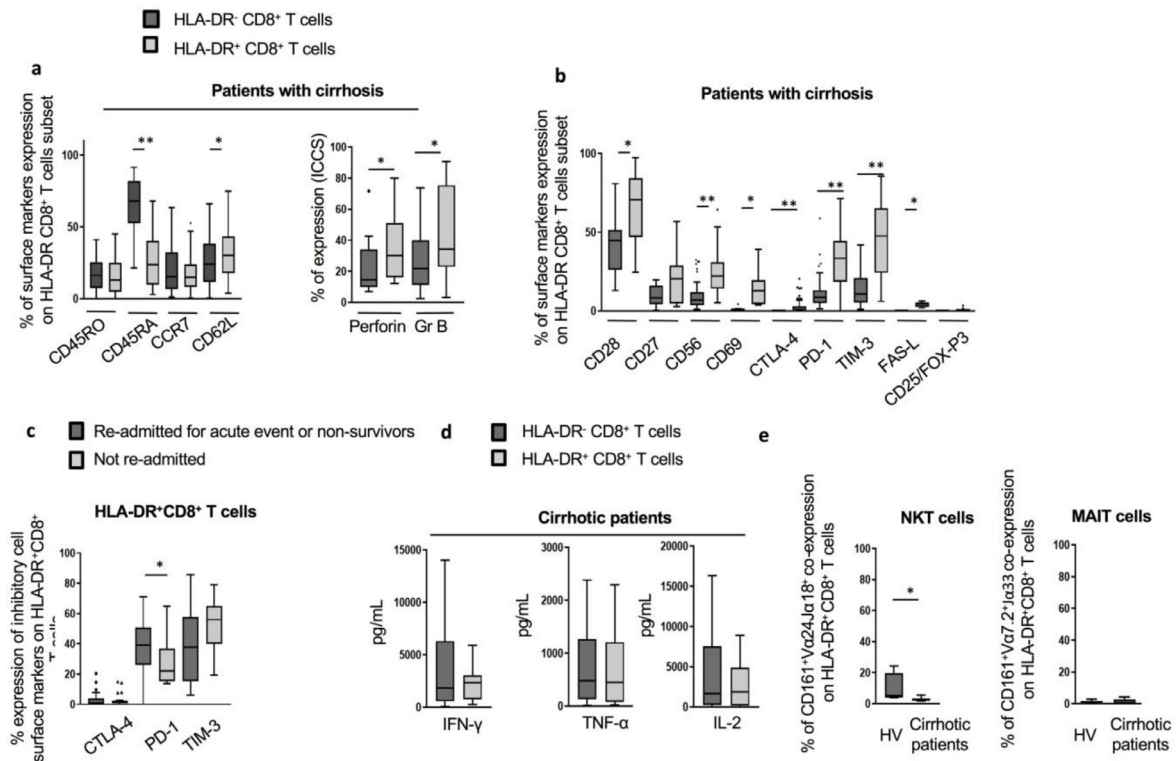 HLA-DR- CD8+ T cells
HLA-DR+ CD8+ T cells
a
Patients with cirrhosis
% of surface markers expression
on HLA-DR CD8+ T cells subset
100
50
0
**
*
CD45RO
CD45RA
CCR7
CD62L
% of expression (ICCS)
100
80
60
40
20
0
*
*
Perforin
Gr B
b
Patients with cirrhosis
% of surface markers expression
on HLA-DR CD8+ T cells subset
100
50
0
*
**
*
**
**
**
*
CD28
CD27
CD56
CD69
CTLA-4
PD-1
TIM-3
FAS-L
CD25/FOX-P3
c
Re-admitted for acute event or non-survivors
Not re-admitted
HLA-DR+CD8+ T cells
% expression of inhibitory cell
surface markers on HLA-DR+CD8+
100
80
60
40
20
0
*
CTLA-4
PD-1
TIM-3
d
HLA-DR- CD8+ T cells
HLA-DR+ CD8+ T cells
Cirrhotic patients
pg/mL
15000
10000
5000
0
IFN-γ
pg/mL
3000
2000
1000
0
TNF-α
pg/mL
20000
15000
10000
5000
0
IL-2
e
% of CD161+Vα24Jα18+ co-expression
on HLA-DR+CD8+ T cells
NKT cells
100
80
60
40
20
0
*
HV
Cirrhotic
patients
% of CD161+Vα7.2+Jα33 co-expression
on HLA-DR+CD8+ T cells
MAIT cells
100
80
60
40
20
0
HV
Cirrhotic
patients